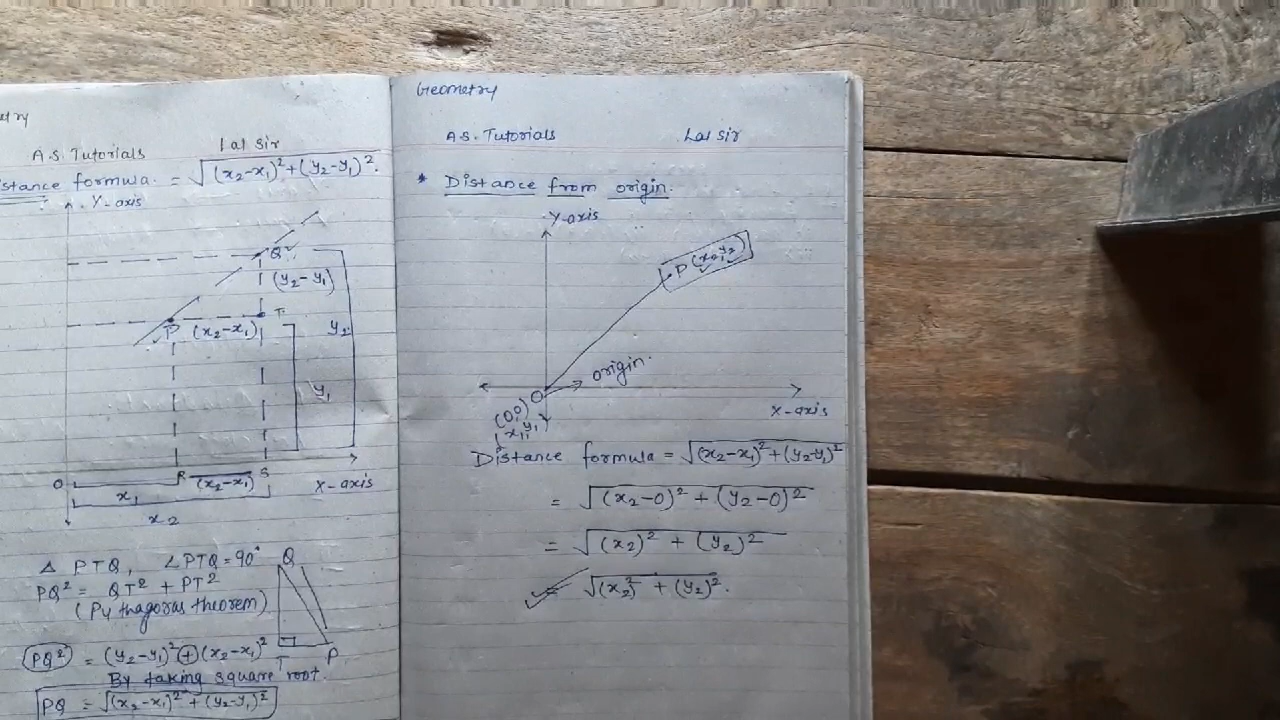 etry
A.S. Tutorials Lal sir
istance formula. = √(x₂-x₁)²+(y₂-y₁)².
Y-axis
Q
(y₂-y₁)
T
P (x₂-x₁)
y₂
y₁
O R (x₂-x₁) S
x₁ X-axis
x₂
△ PTQ, ∠PTQ=90° Q
PQ² = QT² + PT²
(Pythagoras theorem)
PQ² = (y₂-y₁)²+(x₂-x₁)²
T P
By taking square root.
PQ = √(x₂-x₁)²+(y₂-y₁)²
Geometry
A.S. Tutorials Lal sir
* Distance from origin.
Y-axis
P(x₂,y₂)
origin.
O
(0,0)
(x₁,y₁)
X-axis
Distance formula = √(x₂-x₁)²+(y₂-y₁)²
= √(x₂-0)² + (y₂-0)²
= √(x₂)² + (y₂)²
= √(x₂)² + (y₂)².